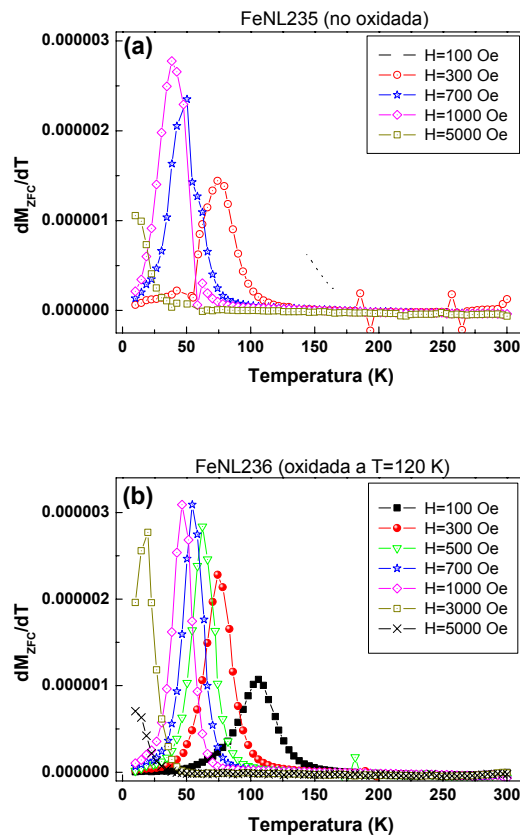 FeNL235 (no oxidada)
(a)
H=100 Oe
H=300 Oe
H=700 Oe
H=1000 Oe
H=5000 Oe
0.000003
0.000002
0.000001
0.000000
dM_ZFC/dT
0 50 100 150 200 250 300
Temperatura (K)
FeNL236 (oxidada a T=120 K)
(b)
H=100 Oe
H=300 Oe
H=500 Oe
H=700 Oe
H=1000 Oe
H=3000 Oe
H=5000 Oe
0.000003
0.000002
0.000001
0.000000
dM_ZFC/dT
0 50 100 150 200 250 300
Temperatura (K)